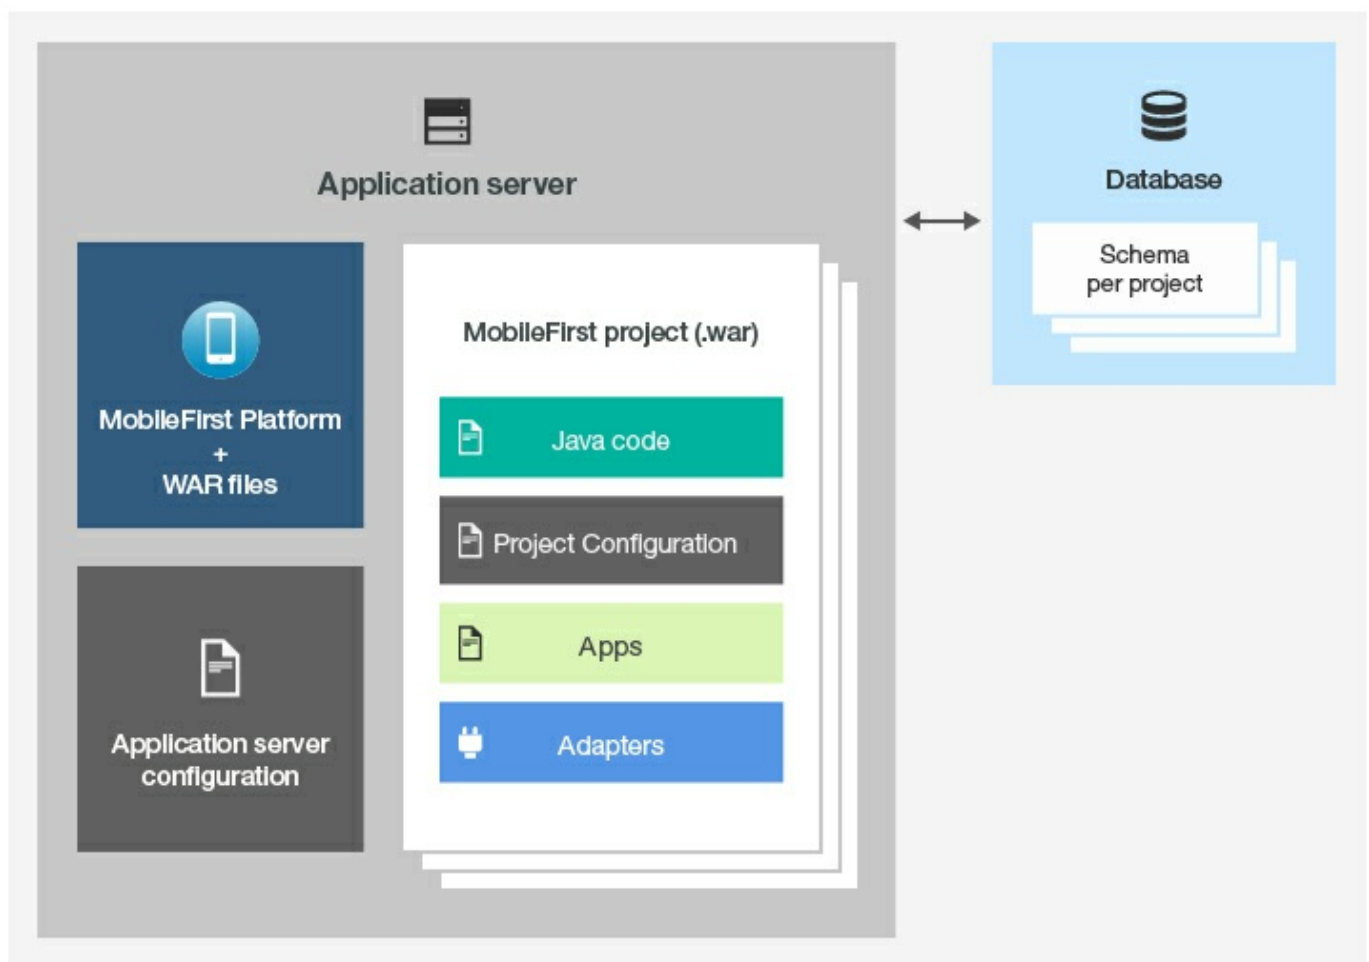 Application server
MobileFirst Platform
+
WAR files
Application server
configuration
MobileFirst project (.war)
Java code
Project Configuration
Apps
Adapters
Database
Schema
per project